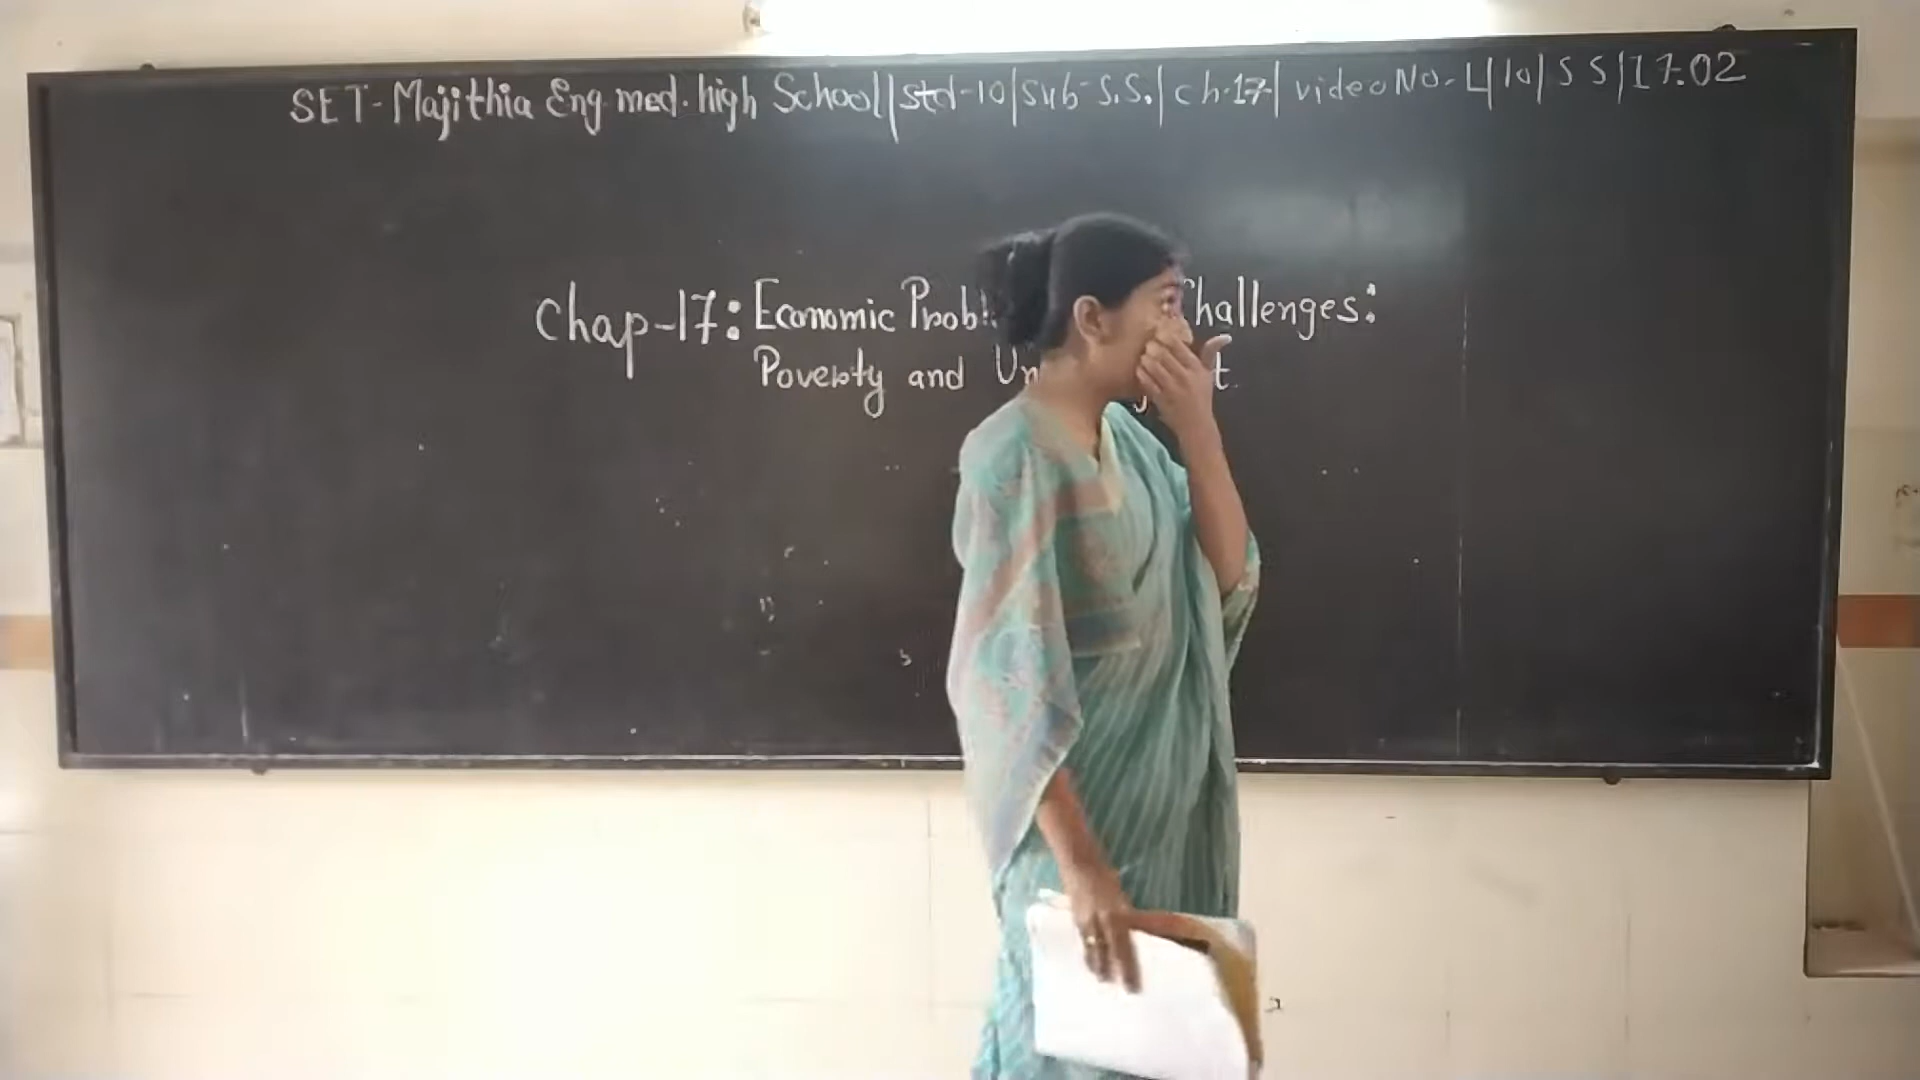 SET-Majithia Eng med. high School|Std-10|Sub-S.S.|ch-17|video No.-4|10|SS|17.02
Chap-17: Economic Challenges:
Poverty and